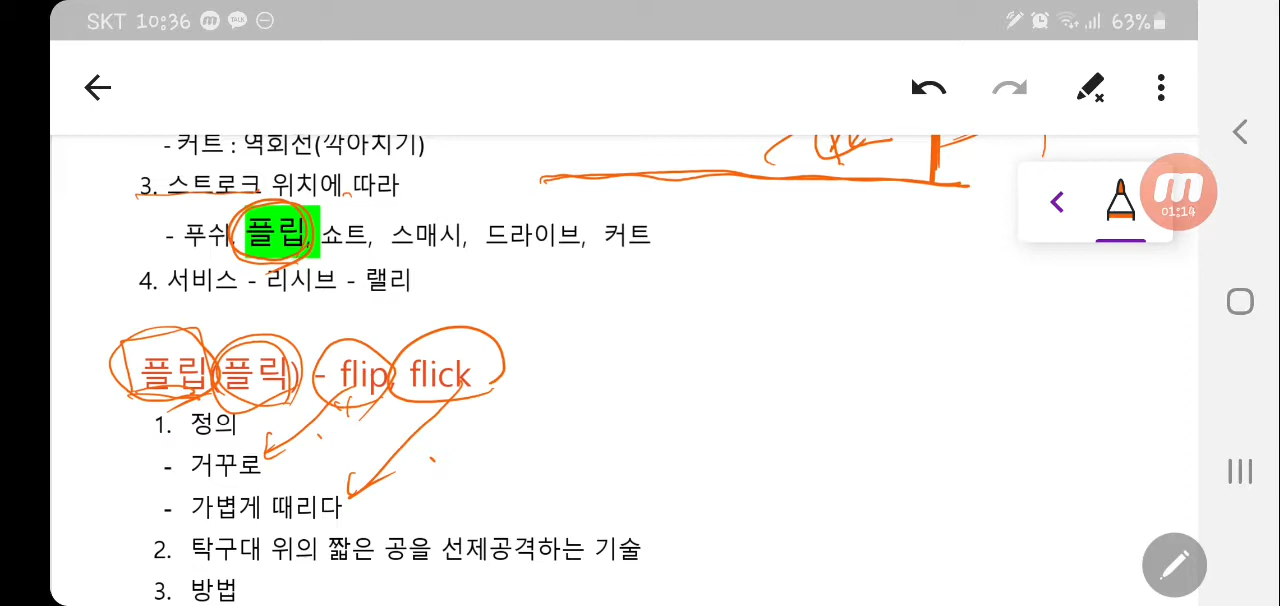 SKT 10:36 m TALK 63%
- 커트 : 역회선(깍아치기)
3. 스트로크 위치에 따라
- 푸쉬, 플립, 쇼트, 스매시, 드라이브, 커트
4. 서비스 - 리시브 - 랠리
플립(플릭) - flip, flick
1. 정의
- 거꾸로
- 가볍게 때리다
2. 탁구대 위의 짧은 공을 선제공격하는 기술
3. 방법
m
01:14